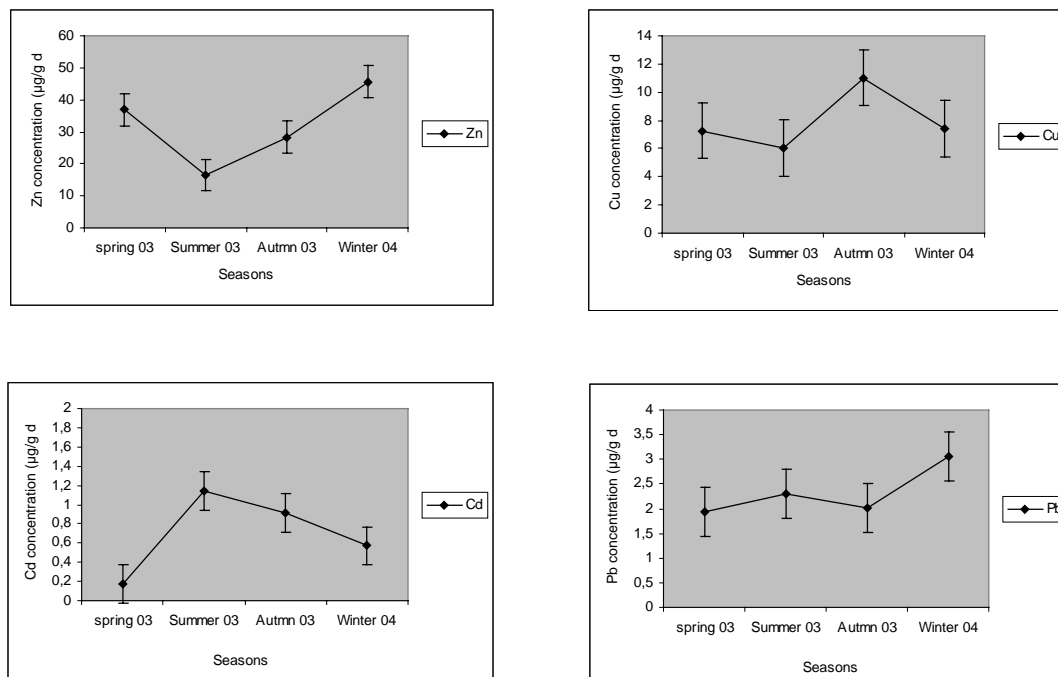 Zn concentration (µg/g d
60
50
40
30
20
10
0
spring 03 Summer 03 Autmn 03 Winter 04
Seasons
Zn
Cu concentration (µg/g d
14
12
10
8
6
4
2
0
spring 03 Summer 03 Autmn 03 Winter 04
Seasons
Cu
Cd concentration (µg/g d
2
1,8
1,6
1,4
1,2
1
0,8
0,6
0,4
0,2
0
spring 03 Summer 03 Autmn 03 Winter 04
Seasons
Cd
Pb concentration (µg/g d
4
3,5
3
2,5
2
1,5
1
0,5
0
spring 03 Summer 03 Autmn 03 Winter 04
Seasons
Pb